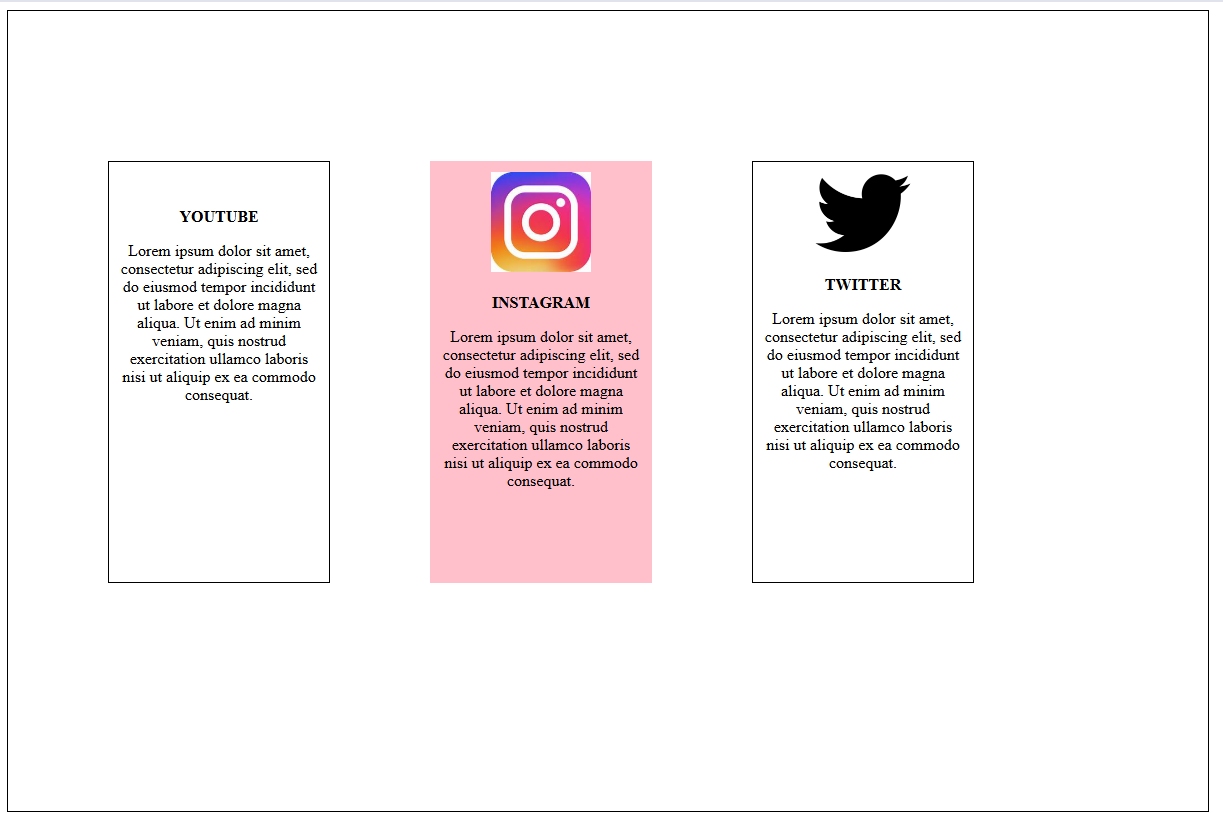 YOUTUBE
Lorem ipsum dolor sit amet,
consectetur adipiscing elit, sed
do eiusmod tempor incididunt
ut labore et dolore magna
aliqua. Ut enim ad minim
veniam, quis nostrud
exercitation ullamco laboris
nisi ut aliquip ex ea commodo
consequat.
INSTAGRAM
Lorem ipsum dolor sit amet,
consectetur adipiscing elit, sed
do eiusmod tempor incididunt
ut labore et dolore magna
aliqua. Ut enim ad minim
veniam, quis nostrud
exercitation ullamco laboris
nisi ut aliquip ex ea commodo
consequat.
TWITTER
Lorem ipsum dolor sit amet,
consectetur adipiscing elit, sed
do eiusmod tempor incididunt
ut labore et dolore magna
aliqua. Ut enim ad minim
veniam, quis nostrud
exercitation ullamco laboris
nisi ut aliquip ex ea commodo
consequat.